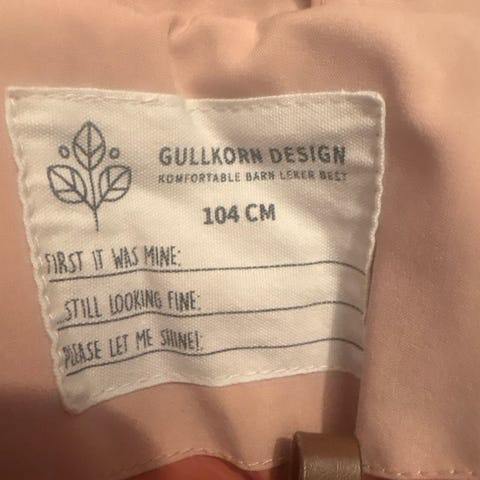 GULLKORN DESIGN
KOMFORTABLE BARN LEKER BEST
104 CM
FIRST IT WAS MINE:
STILL LOOKING FINE:
PLEASE LET ME SHINE!: